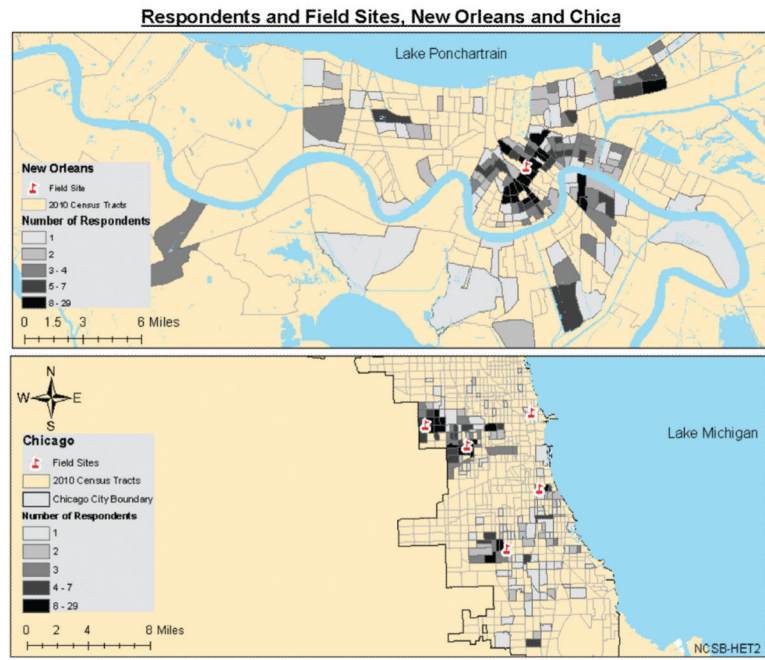 Respondents and Field Sites, New Orleans and Chica
Lake Ponchartrain
New Orleans
Field Site
2010 Census Tracts
Number of Respondents
1
2
3 - 4
5 - 7
8 - 29
0 1.5 3 6 Miles
N
W E
S
Lake Michigan
Chicago
Field Sites
2010 Census Tracts
Chicago City Boundary
Number of Respondents
1
2
3
4 - 7
8 - 29
0 2 4 8 Miles
NCSB-HET2